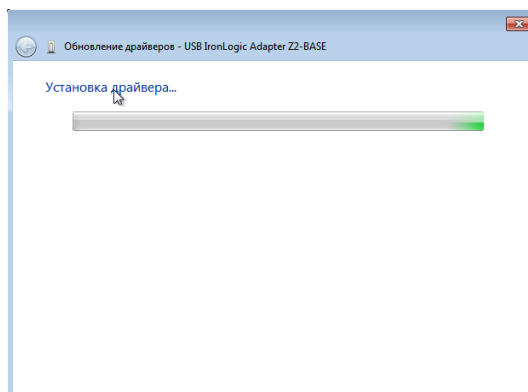 Обновление драйверов - USB IronLogic Adapter Z2-BASE
Установка драйвера...